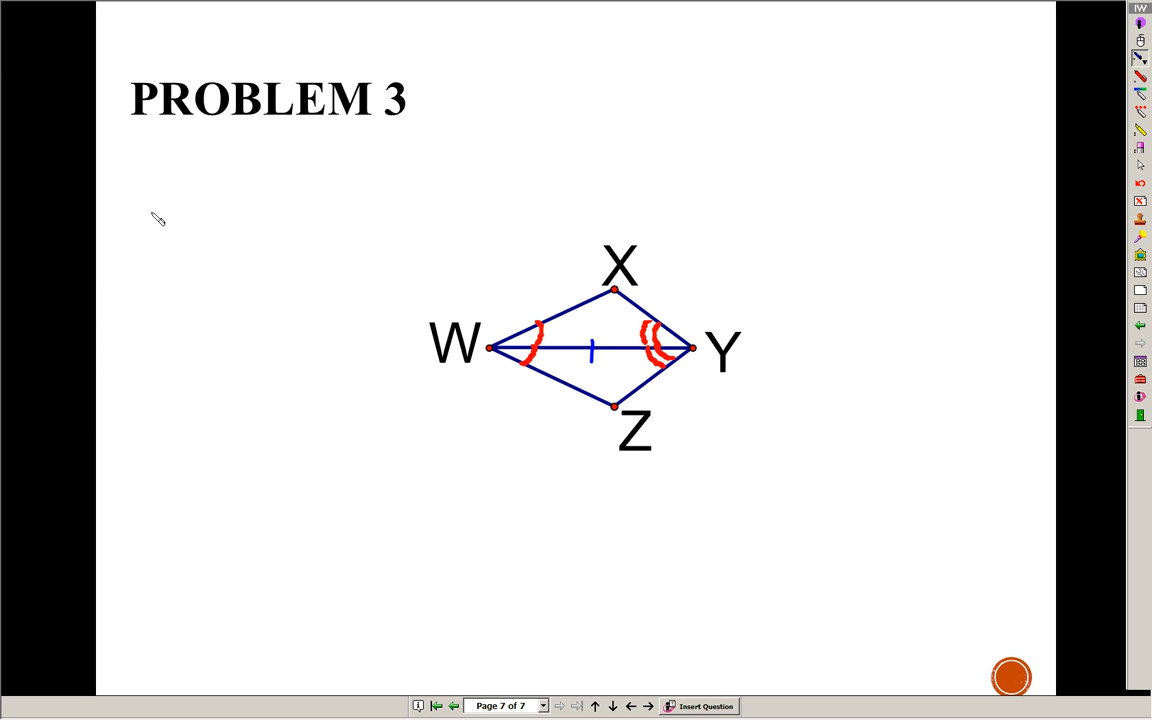 IW
PROBLEM 3
X
W
Y
Z
Page 7 of 7
Insert Question